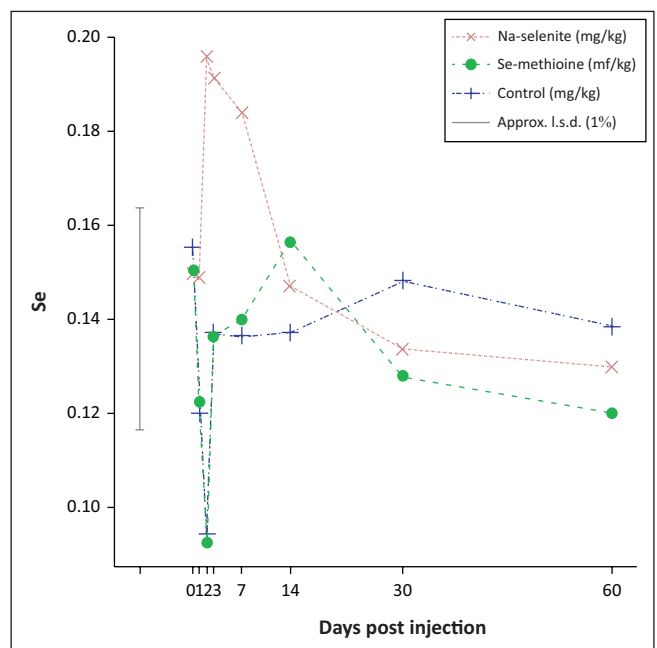 Na-selenite (mg/kg)
Se-methioine (mf/kg)
Control (mg/kg)
Approx. l.s.d. (1%)
0.20
0.18
0.16
0.14
0.12
0.10
Se
0123 7 14 30 60
Days post injection